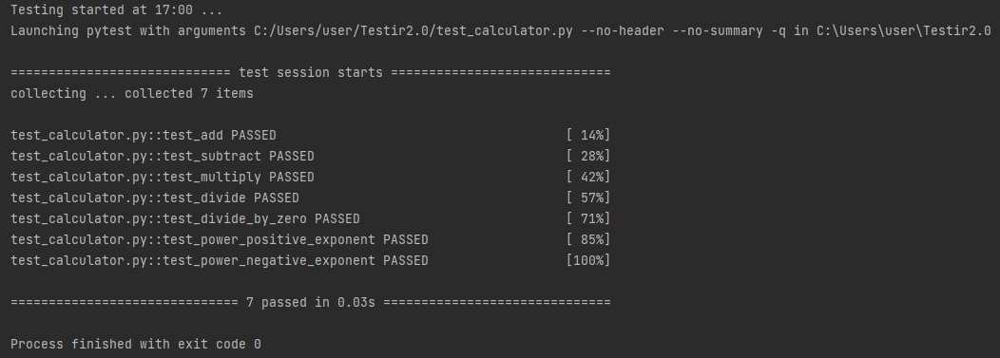 Testing started at 17:00 ...
Launching pytest with arguments C:/Users/user/Testir2.0/test_calculator.py --no-header --no-summary -q in C:\Users\user\Testir2.0
============================= test session starts =============================
collecting ... collected 7 items
test_calculator.py::test_add PASSED [ 14%]
test_calculator.py::test_subtract PASSED [ 28%]
test_calculator.py::test_multiply PASSED [ 42%]
test_calculator.py::test_divide PASSED [ 57%]
test_calculator.py::test_divide_by_zero PASSED [ 71%]
test_calculator.py::test_power_positive_exponent PASSED [ 85%]
test_calculator.py::test_power_negative_exponent PASSED [100%]
============================== 7 passed in 0.03s ==============================
Process finished with exit code 0